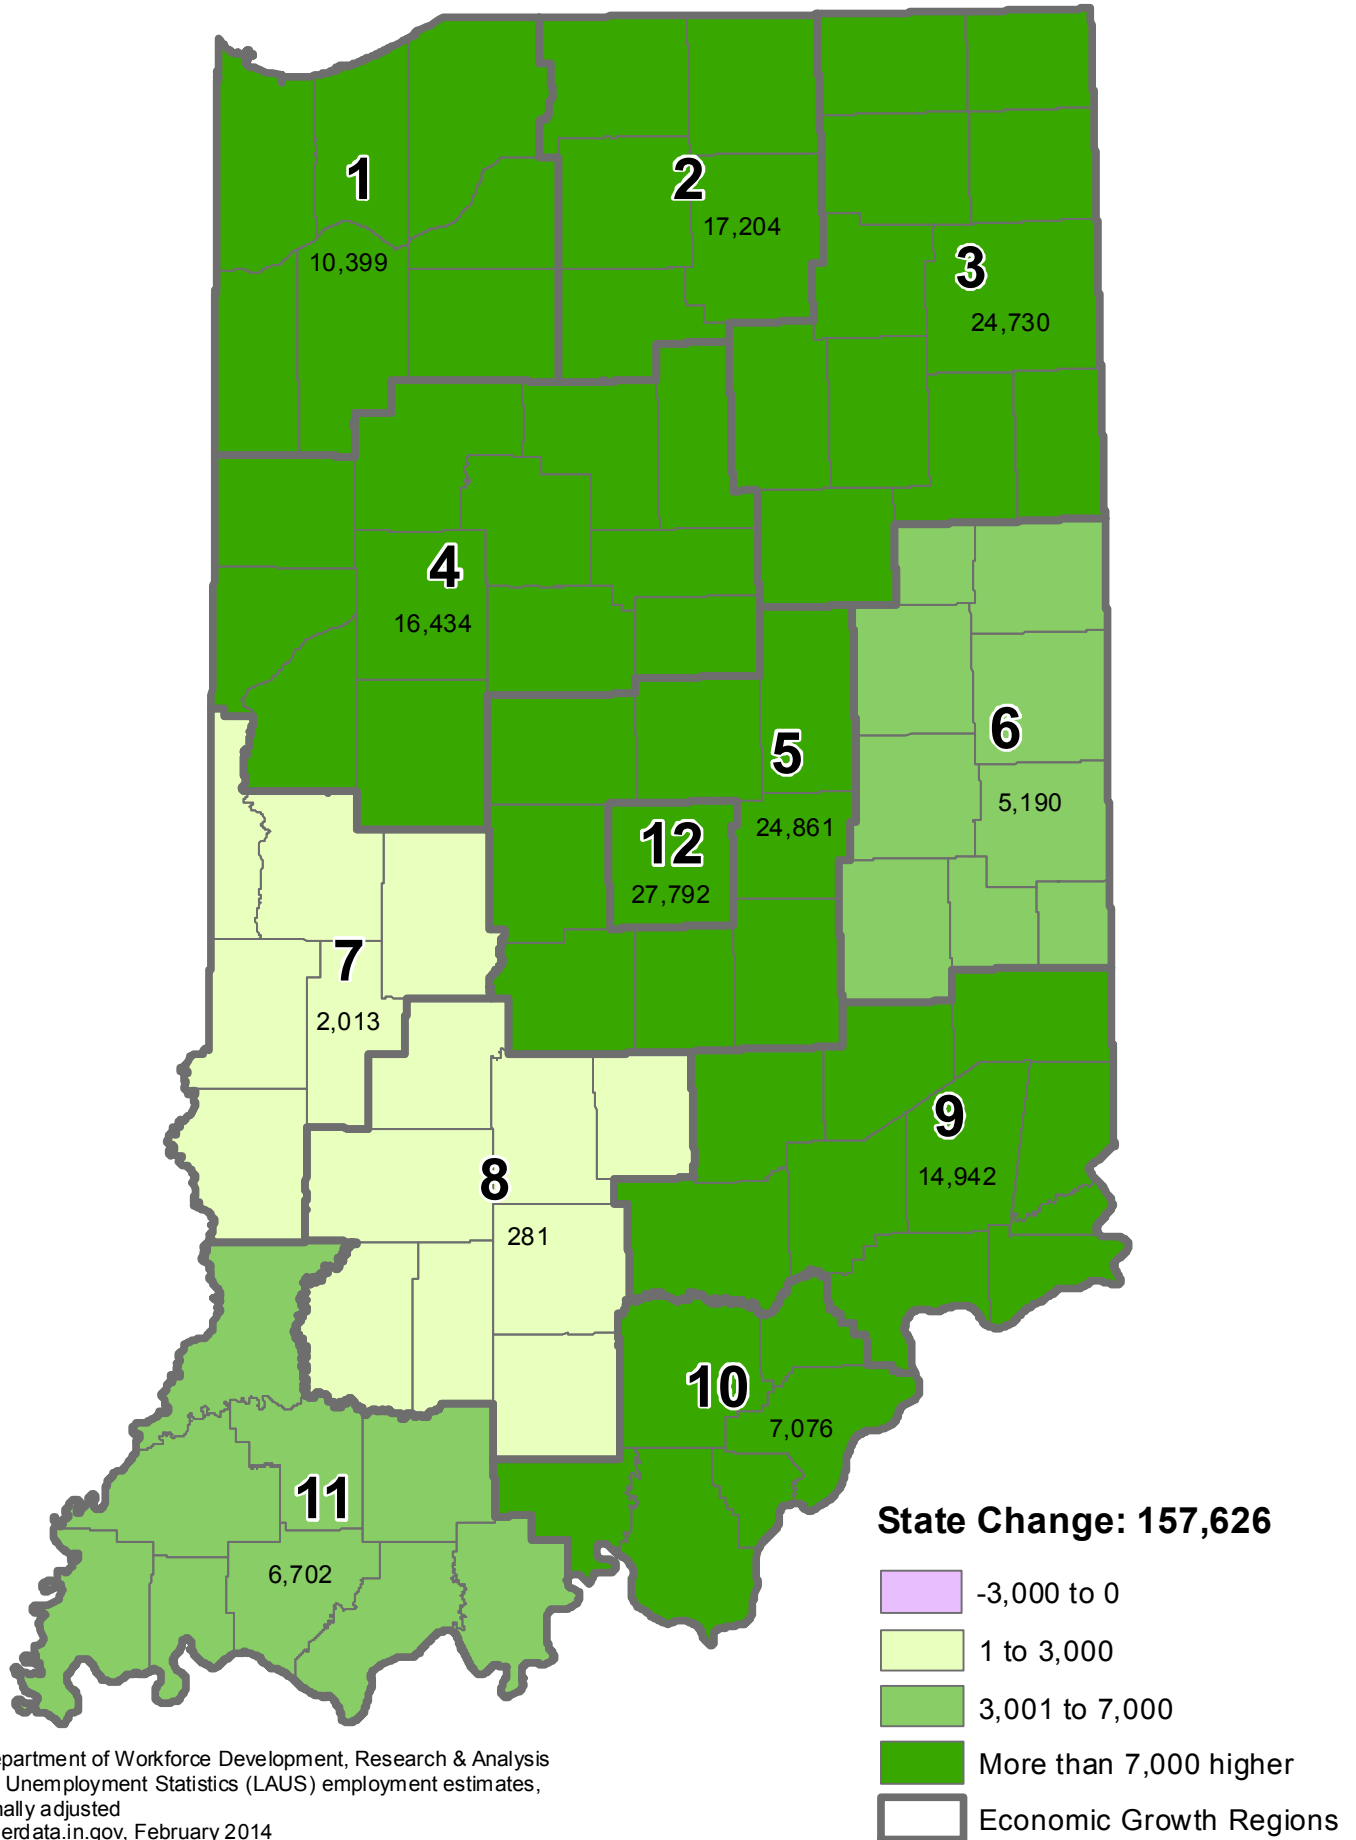 1
10,399
2
17,204
3
24,730
4
16,434
5
24,861
6
5,190
12
27,792
7
2,013
8
281
9
14,942
10
7,076
11
6,702
State Change: 157,626
-3,000 to 0
1 to 3,000
3,001 to 7,000
More than 7,000 higher
Economic Growth Regions
partment of Workforce Development, Research & Analysis
Unemployment Statistics (LAUS) employment estimates,
nally adjusted
erdata.in.gov, February 2014